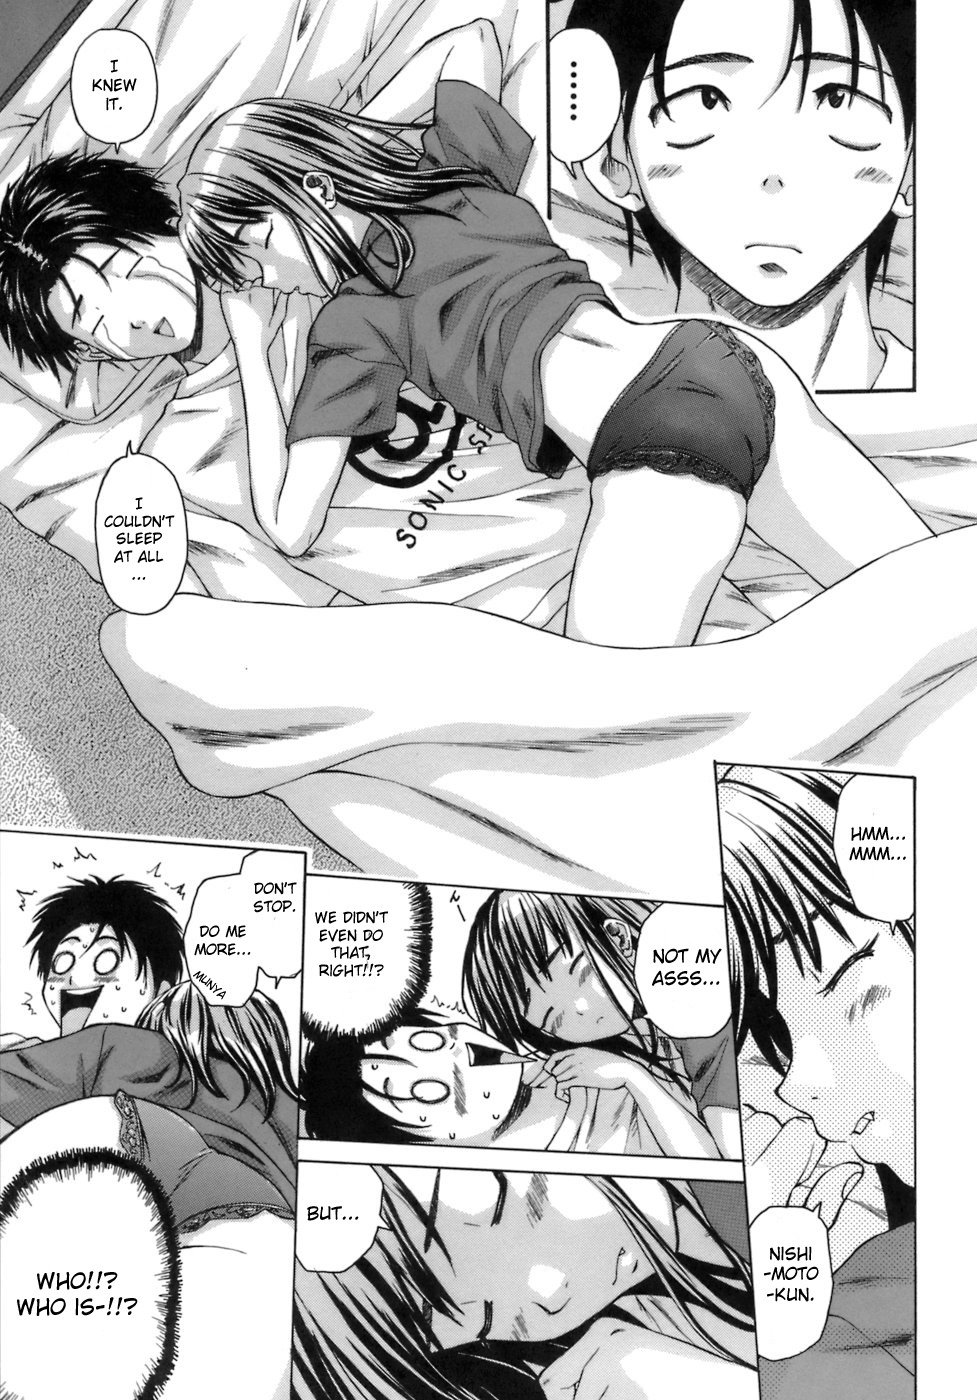 ......
I
KNEW
IT.
I
COULDN'T
SLEEP
AT ALL
...
SONIC
HMM...
MMM...
NISHI
-MOTO
-KUN.
NOT MY
ASSS...
WE DIDN'T
EVEN DO
THAT,
RIGHT!!?
BUT...
DON'T
STOP.
DO ME
MORE...
MUNYA
WHO!!?
WHO IS-!!?